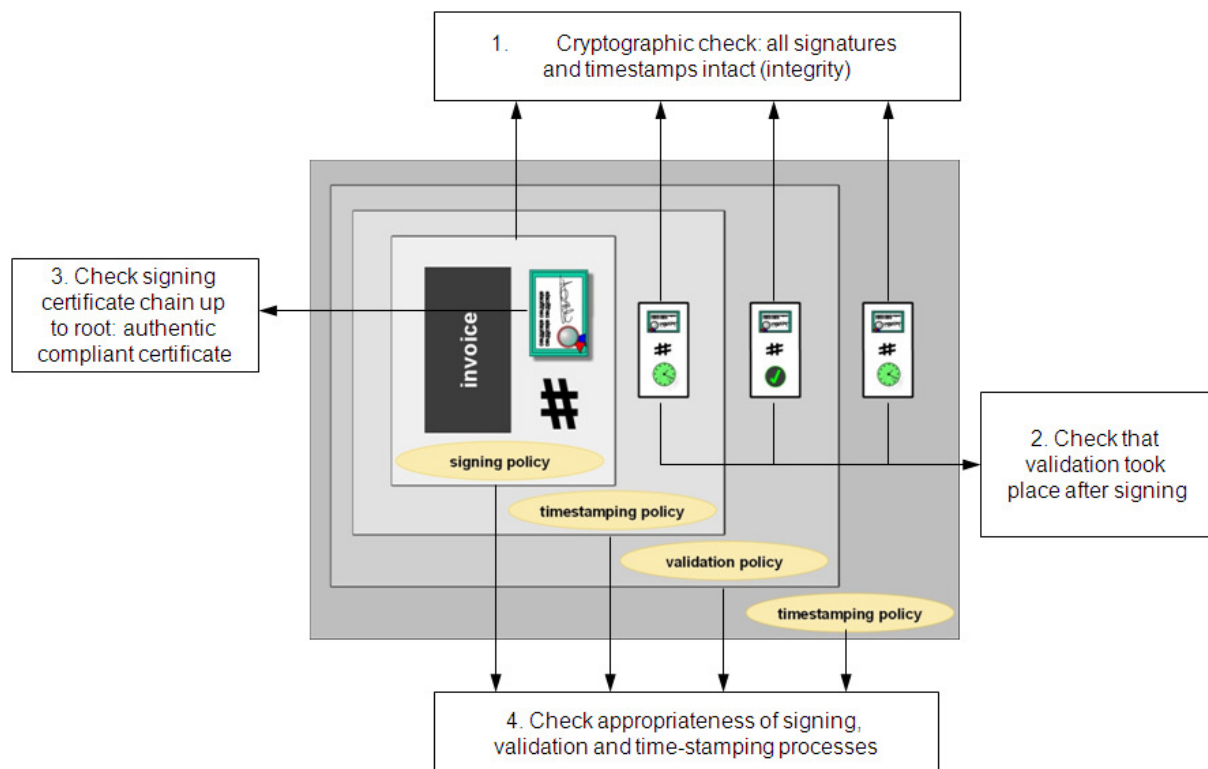 1. Cryptographic check: all signatures
and timestamps intact (integrity)
3. Check signing
certificate chain up
to root: authentic
compliant certificate
invoice
#
#
#
#
signing policy
timestamping policy
validation policy
timestamping policy
2. Check that
validation took
place after signing
4. Check appropriateness of signing,
validation and time-stamping processes